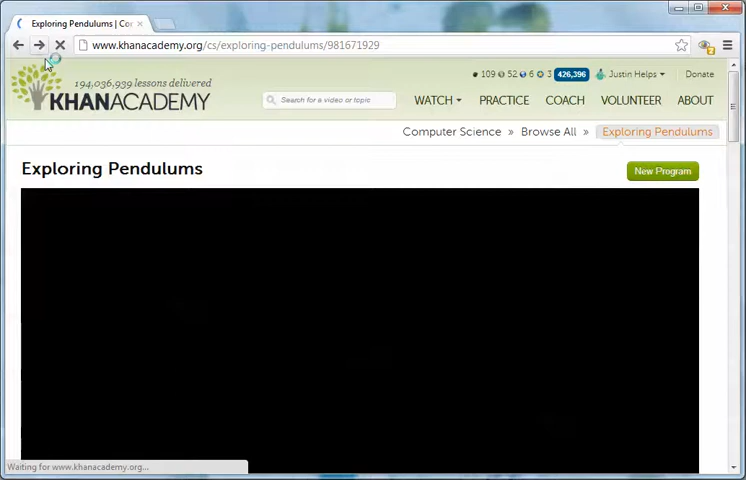 Exploring Pendulums | Co
www.khanacademy.org/cs/exploring-pendulums/981671929
194,036,939 lessons delivered
KHANACADEMY
109 52 6 3 426,396 Justin Helps Donate
Search for a video or topic
WATCH PRACTICE COACH VOLUNTEER ABOUT
Computer Science » Browse All » Exploring Pendulums
Exploring Pendulums
New Program
Waiting for www.khanacademy.org...